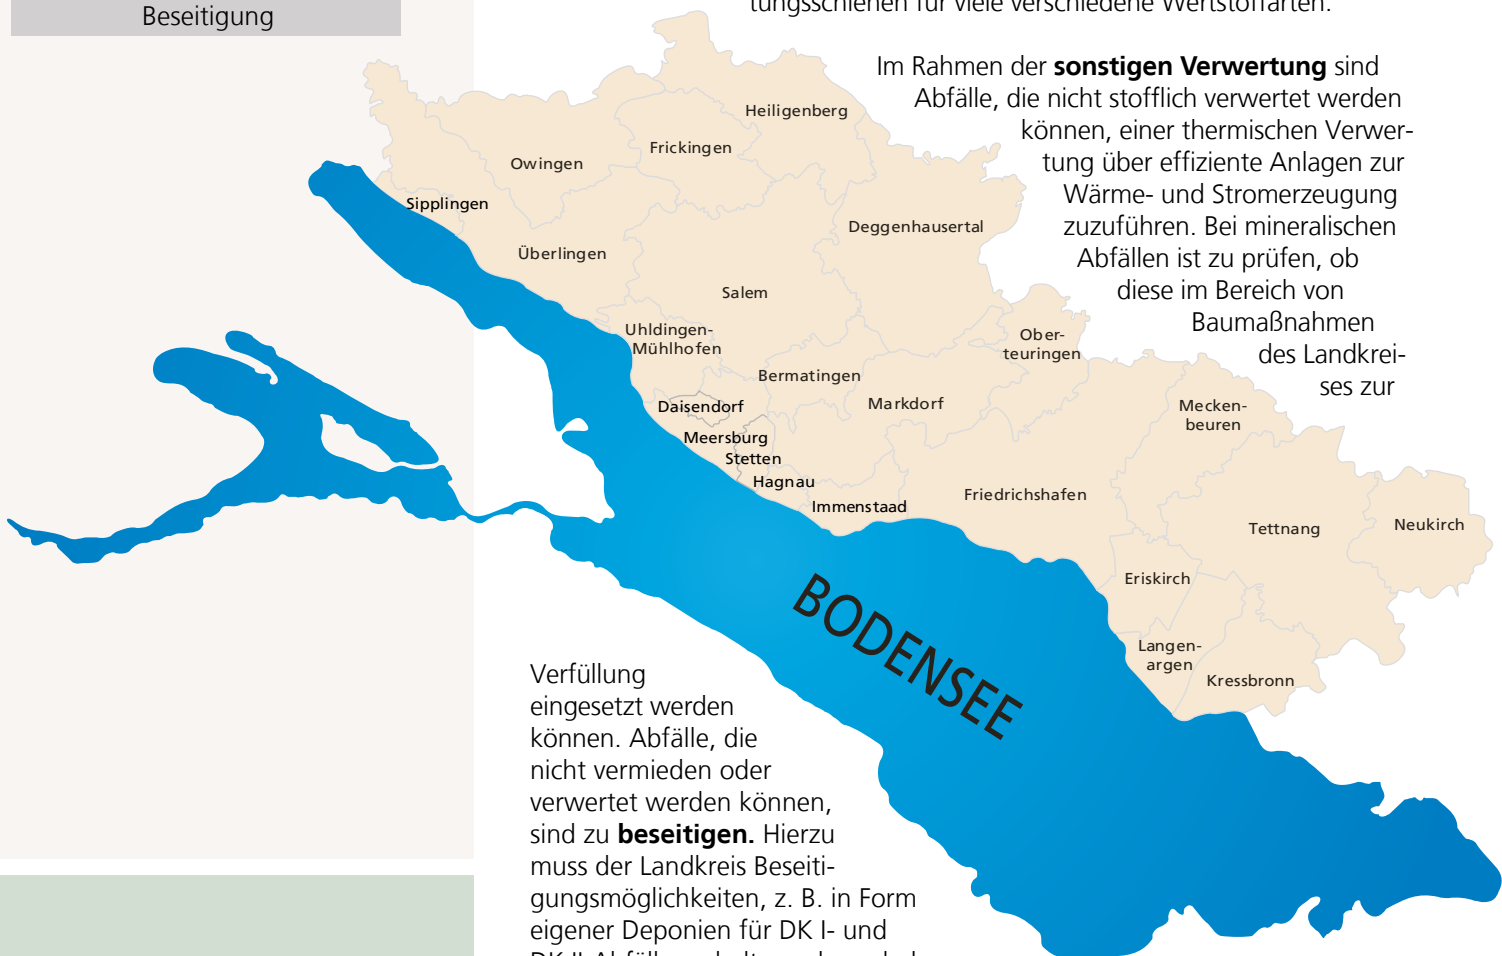 Beseitigung
tungsschienen für viele verschiedene Wertstoffarten.
Im Rahmen der sonstigen Verwertung sind
Abfälle, die nicht stofflich verwertet werden
können, einer thermischen Verwer-
tung über effiziente Anlagen zur
Wärme- und Stromerzeugung
zuzuführen. Bei mineralischen
Abfällen ist zu prüfen, ob
diese im Bereich von
Baumaßnahmen
des Landkrei-
ses zur
Heiligenberg
Frickingen
Owingen
Sipplingen
Deggenhausertal
Überlingen
Salem
Uhldingen-
Mühlhofen
Ober-
teuringen
Bermatingen
Daisendorf
Markdorf
Mecken-
beuren
Meersburg
Stetten
Hagnau
Immenstaad
Friedrichshafen
Tettnang
Neukirch
Eriskirch
Langen-
argen
Kressbronn
BODENSEE
Verfüllung
eingesetzt werden
können. Abfälle, die
nicht vermieden oder
verwertet werden können,
sind zu beseitigen. Hierzu
muss der Landkreis Beseiti-
gungsmöglichkeiten, z. B. in Form
eigener Deponien für DK I- und